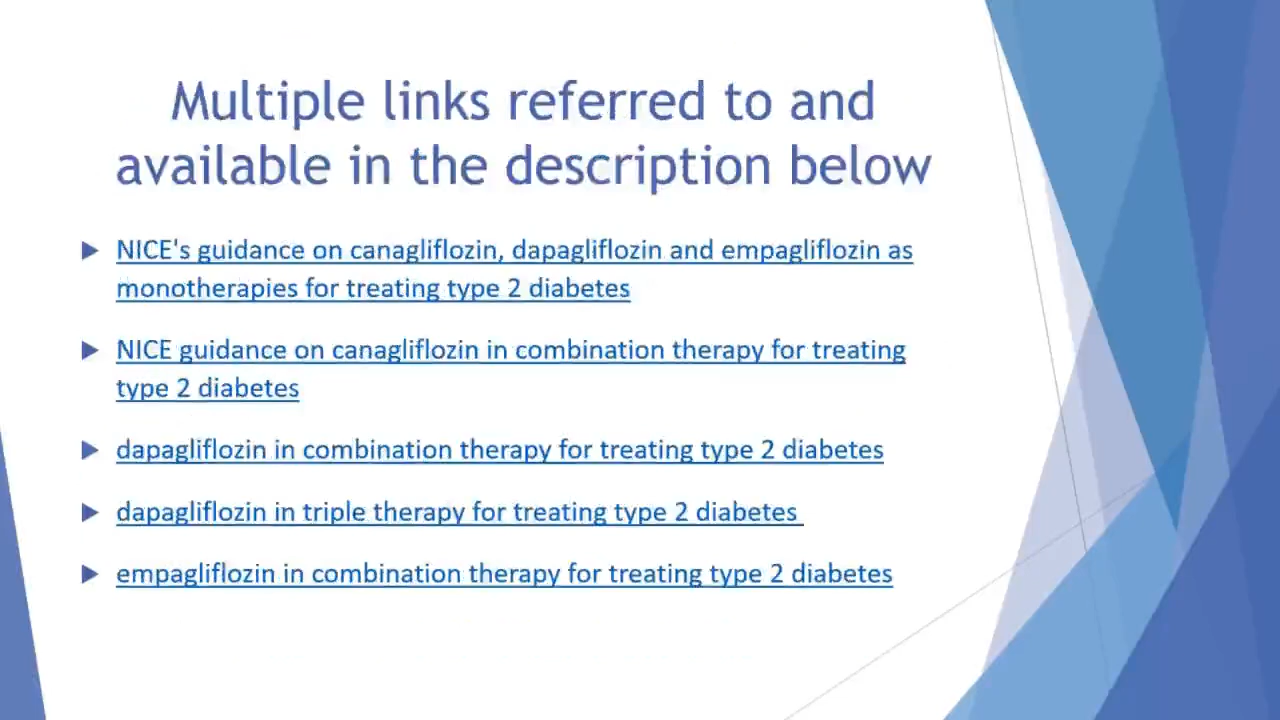 Multiple links referred to and
available in the description below
NICE's guidance on canagliflozin, dapagliflozin and empagliflozin as
monotherapies for treating type 2 diabetes
NICE guidance on canagliflozin in combination therapy for treating
type 2 diabetes
dapagliflozin in combination therapy for treating type 2 diabetes
dapagliflozin in triple therapy for treating type 2 diabetes
empagliflozin in combination therapy for treating type 2 diabetes